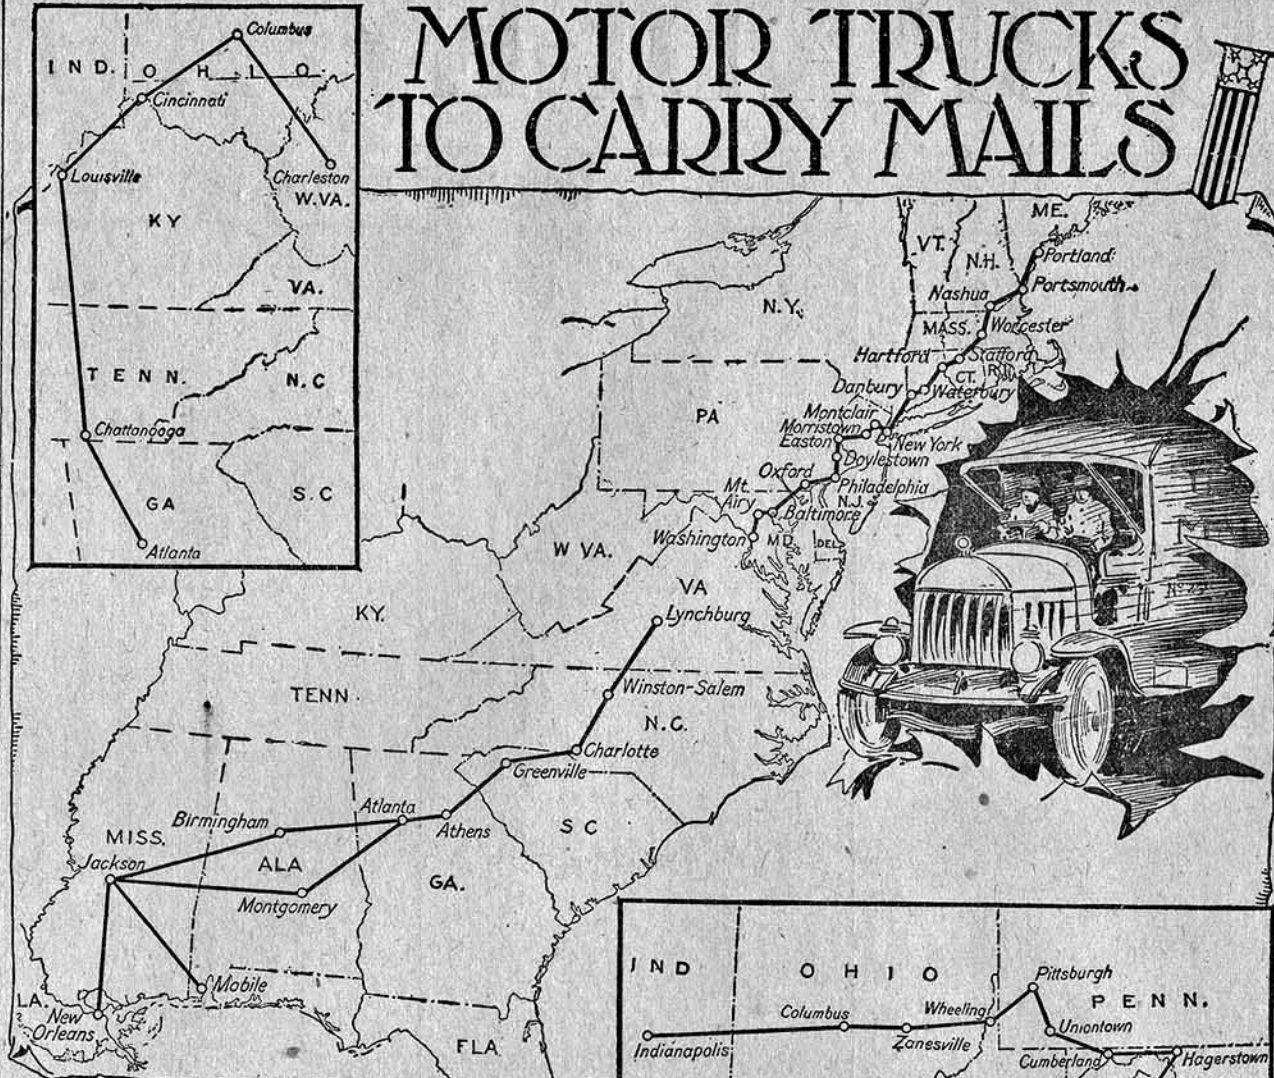 MOTOR TRUCKS
TO CARRY MAILS
Columbus
IND.
OHIO
Cincinnati
Louisville
Charleston
W.VA.
KY
VA.
TENN.
N.C
Chattanooga
GA
S.C
Atlanta
ME.
VT.
N.H.
Portland
Portsmouth
Nashua
N.Y.
MASS.
Worcester
Hartford
Stafford
CT.
R.I.
Danbury
Waterbury
PA
Montclair
Morristown
Easton
New York
Doylestown
Oxford
Philadelphia
N.J.
Mt.
Airy
Baltimore
Washington
MD.
DEL.
W VA.
VA
Lynchburg
KY.
TENN.
Winston-Salem
N.C.
Charlotte
Greenville
Atlanta
Athens
Birmingham
MISS.
Jackson
ALA
GA.
S C
Montgomery
Mobile
LA.
New
Orleans
FLA
IND
OHIO
Pittsburgh
PENN.
Columbus
Wheeling
Zanesville
Uniontown
Indianapolis
Cumberland
Hagerstown